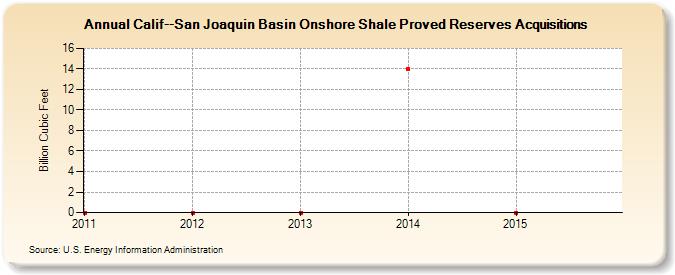 Annual Calif--San Joaquin Basin Onshore Shale Proved Reserves Acquisitions
Billion Cubic Feet
16
14
12
10
8
6
4
2
0
2011 2012 2013 2014 2015
Source: U.S. Energy Information Administration